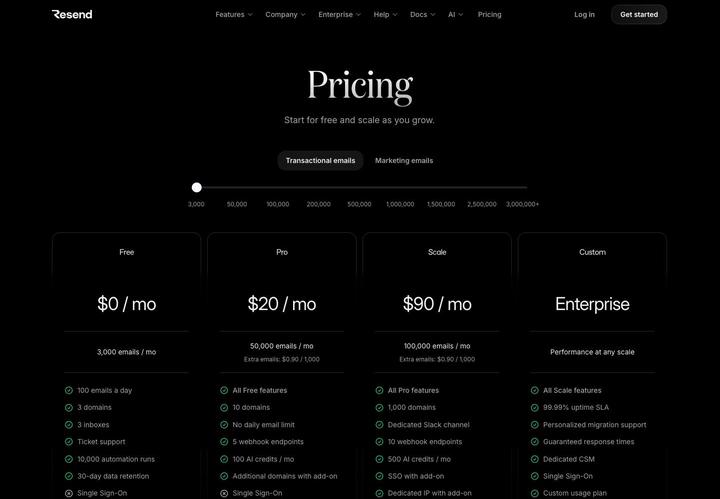 Resend
Features
Company
Enterprise
Help
Docs
AI
Pricing
Log in
Get started
Pricing
Start for free and scale as you grow.
Transactional emails
Marketing emails
3,000
50,000
100,000
200,000
500,000
1,000,000
1,500,000
2,500,000
3,000,000+
Free
$0 / mo
3,000 emails / mo
100 emails a day
3 domains
3 inboxes
Ticket support
10,000 automation runs
30-day data retention
Single Sign-On
Pro
$20 / mo
50,000 emails / mo
Extra emails: $0.90 / 1,000
All Free features
10 domains
No daily email limit
5 webhook endpoints
100 AI credits / mo
Additional domains with add-on
Single Sign-On
Scale
$90 / mo
100,000 emails / mo
Extra emails: $0.90 / 1,000
All Pro features
1,000 domains
Dedicated Slack channel
10 webhook endpoints
500 AI credits / mo
SSO with add-on
Dedicated IP with add-on
Custom
Enterprise
Performance at any scale
All Scale features
99.99% uptime SLA
Personalized migration support
Guaranteed response times
Dedicated CSM
Single Sign-On
Custom usage plan